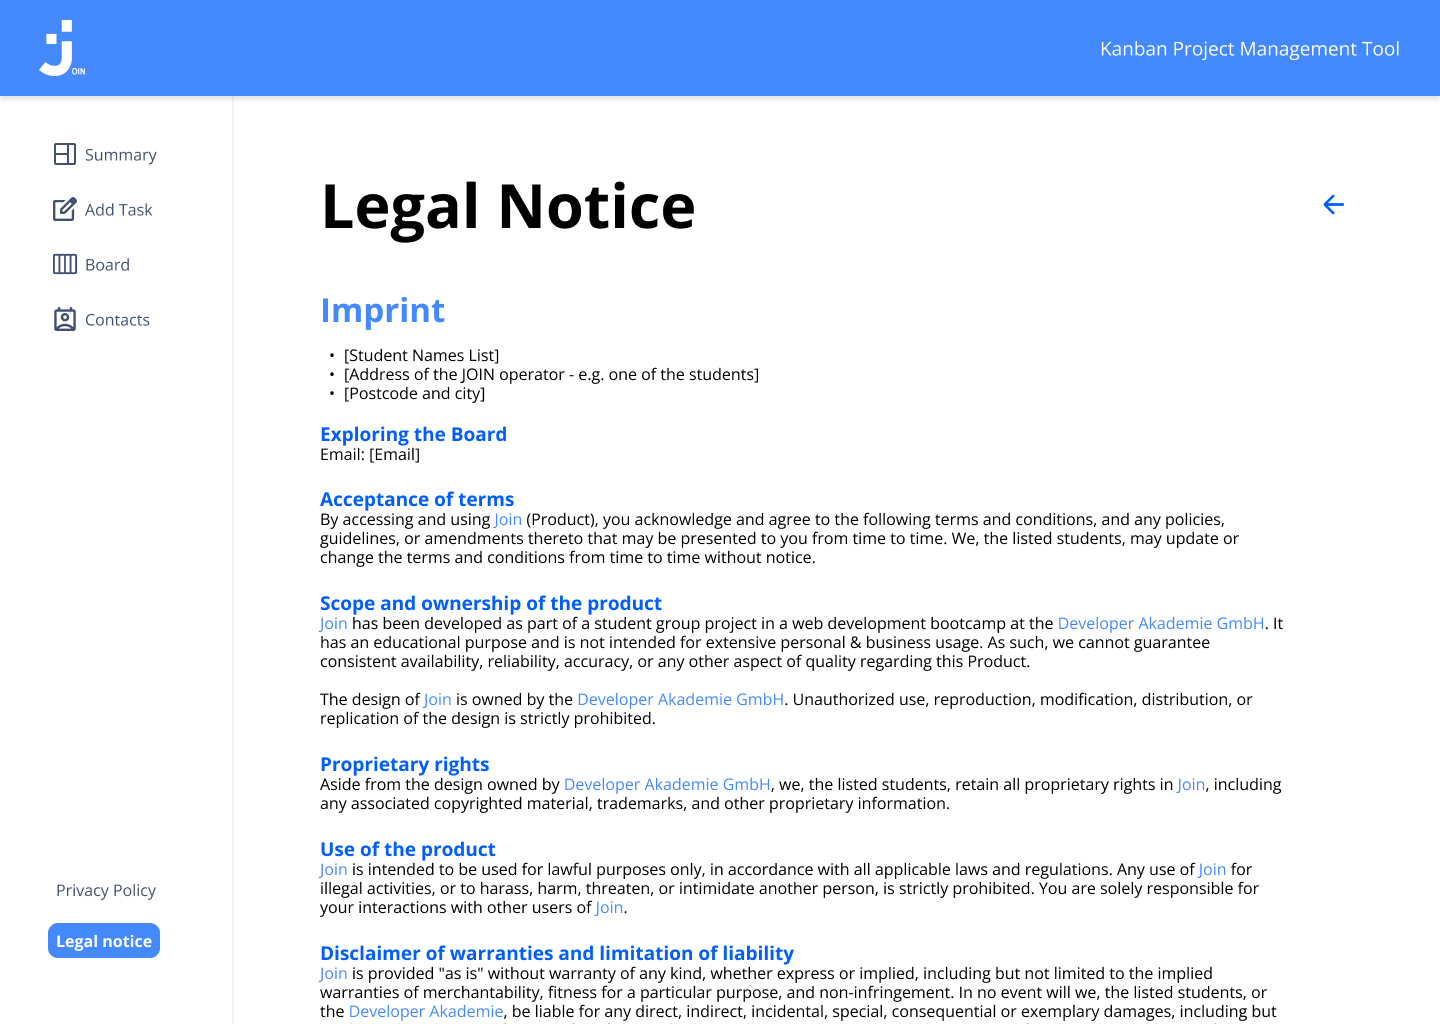 OIN
Kanban Project Management Tool
Summary
Add Task
Board
Contacts
Privacy Policy
Legal notice
Legal Notice
Imprint
• [Student Names List]
• [Address of the JOIN operator - e.g. one of the students]
• [Postcode and city]
Exploring the Board
Email: [Email]
Acceptance of terms
By accessing and using Join (Product), you acknowledge and agree to the following terms and conditions, and any policies,
guidelines, or amendments thereto that may be presented to you from time to time. We, the listed students, may update or
change the terms and conditions from time to time without notice.
Scope and ownership of the product
Join has been developed as part of a student group project in a web development bootcamp at the Developer Akademie GmbH. It
has an educational purpose and is not intended for extensive personal & business usage. As such, we cannot guarantee
consistent availability, reliability, accuracy, or any other aspect of quality regarding this Product.
The design of Join is owned by the Developer Akademie GmbH. Unauthorized use, reproduction, modification, distribution, or
replication of the design is strictly prohibited.
Proprietary rights
Aside from the design owned by Developer Akademie GmbH, we, the listed students, retain all proprietary rights in Join, including
any associated copyrighted material, trademarks, and other proprietary information.
Use of the product
Join is intended to be used for lawful purposes only, in accordance with all applicable laws and regulations. Any use of Join for
illegal activities, or to harass, harm, threaten, or intimidate another person, is strictly prohibited. You are solely responsible for
your interactions with other users of Join.
Disclaimer of warranties and limitation of liability
Join is provided "as is" without warranty of any kind, whether express or implied, including but not limited to the implied
warranties of merchantability, fitness for a particular purpose, and non-infringement. In no event will we, the listed students, or
the Developer Akademie, be liable for any direct, indirect, incidental, special, consequential or exemplary damages, including but